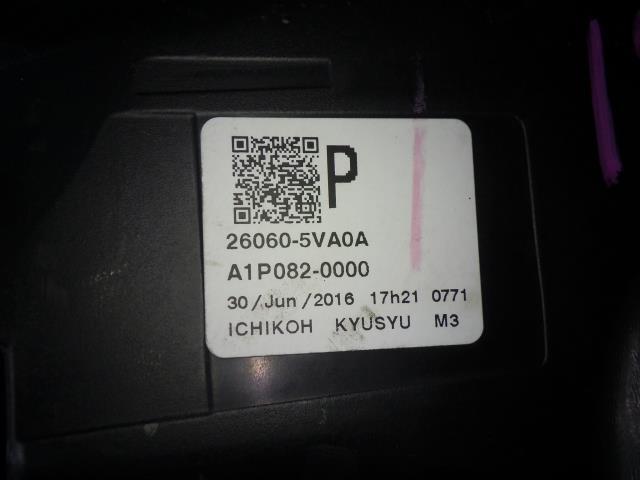 P
26060-5VA0A
A1P082-0000
30/Jun/2016 17h21 0771
ICHIKOH KYUSYU M3